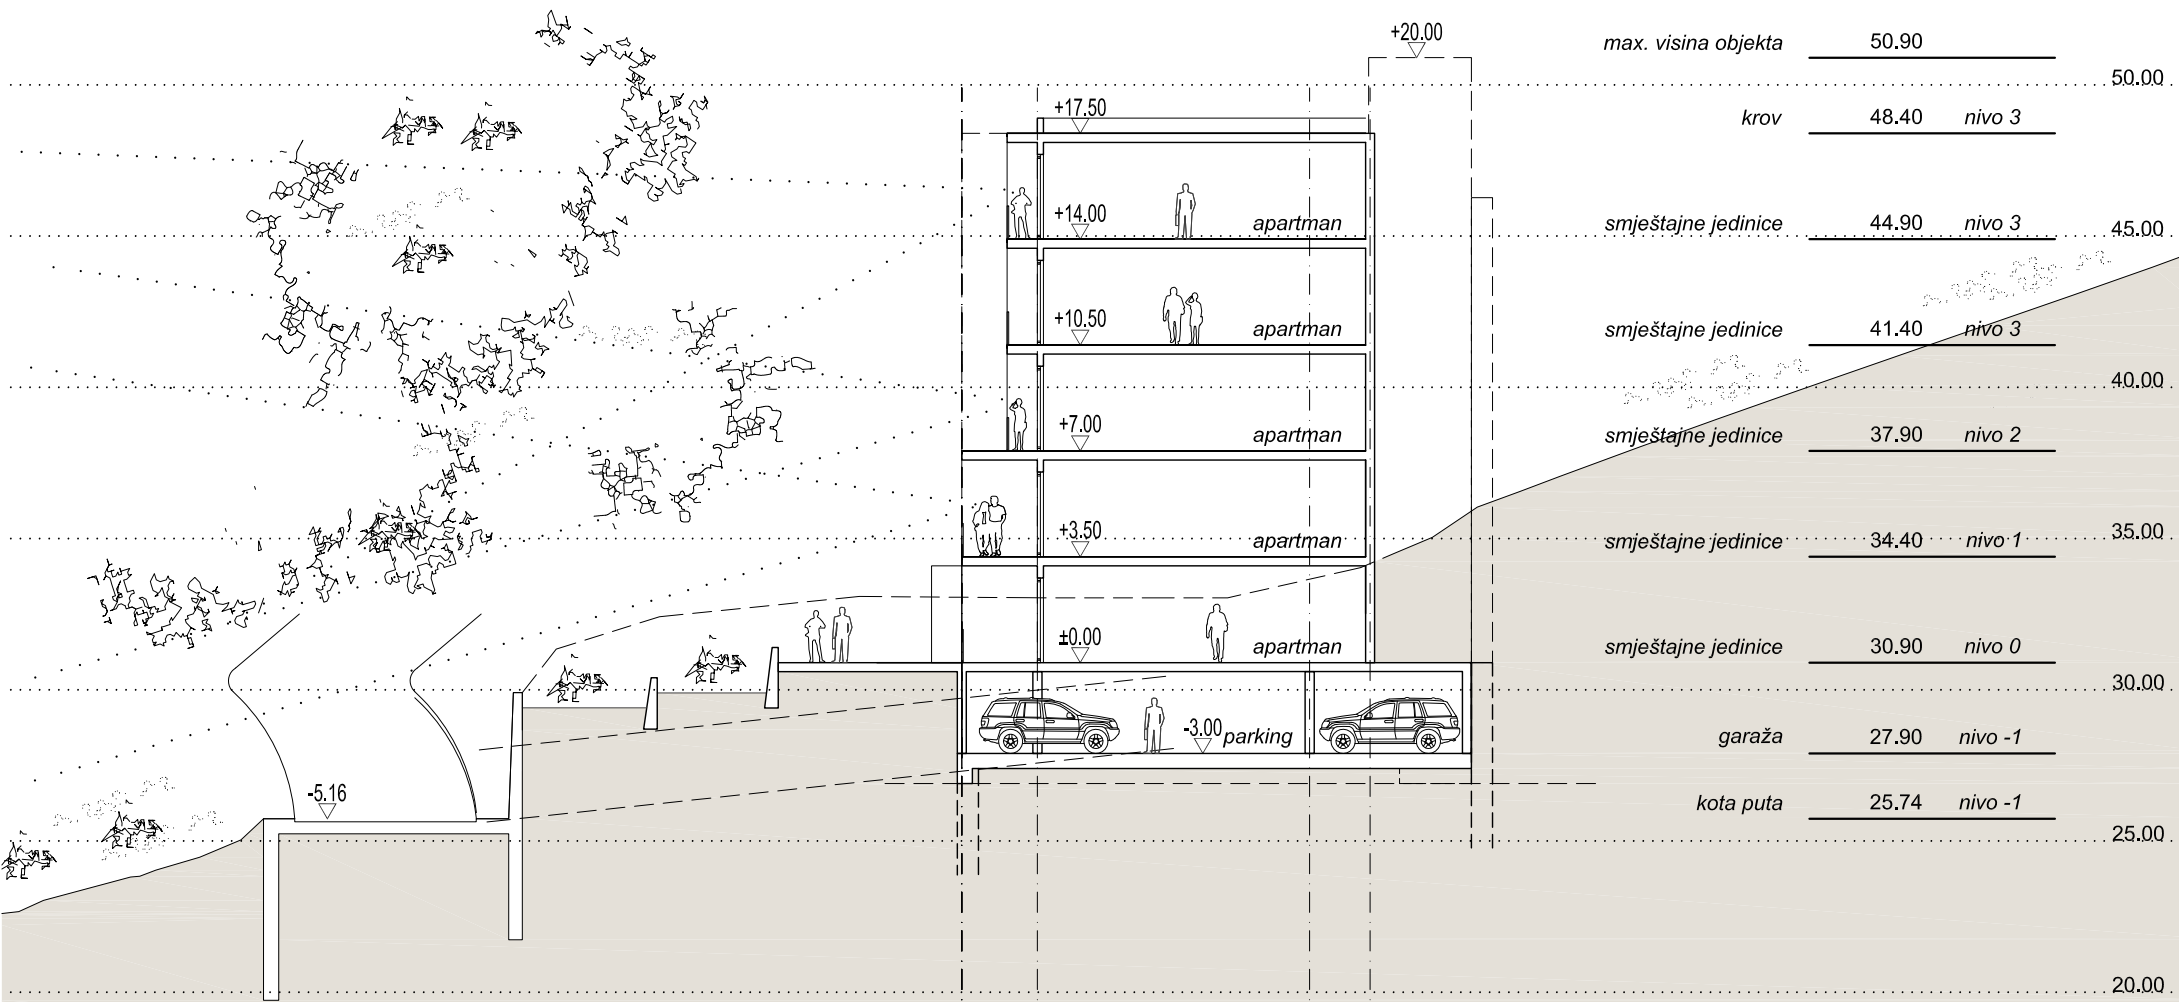 +20.00
max. visina objekta 50.90
50.00
+17.50
krov 48.40 nivo 3
+14.00 apartman
smještajne jedinice 44.90 nivo 3
45.00
+10.50 apartman
smještajne jedinice 41.40 nivo 3
40.00
+7.00 apartman
smještajne jedinice 37.90 nivo 2
+3.50 apartman
smještajne jedinice 34.40 nivo 1
35.00
±0.00 apartman
smještajne jedinice 30.90 nivo 0
30.00
-3.00 parking
garaža 27.90 nivo -1
-5.16
kota puta 25.74 nivo -1
25.00
20.00